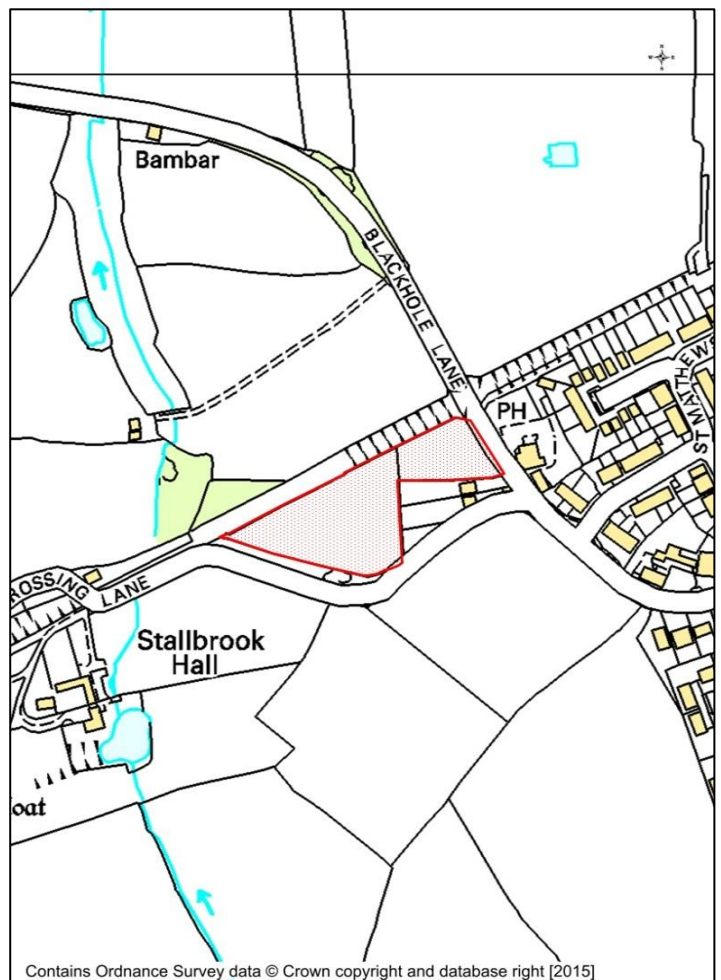 Bambar
BLACKHOLE LANE
PH
ST MATTHEWS
ROSSING LANE
Stallbrook
Hall
oat
Contains Ordnance Survey data © Crown copyright and database right [2015]